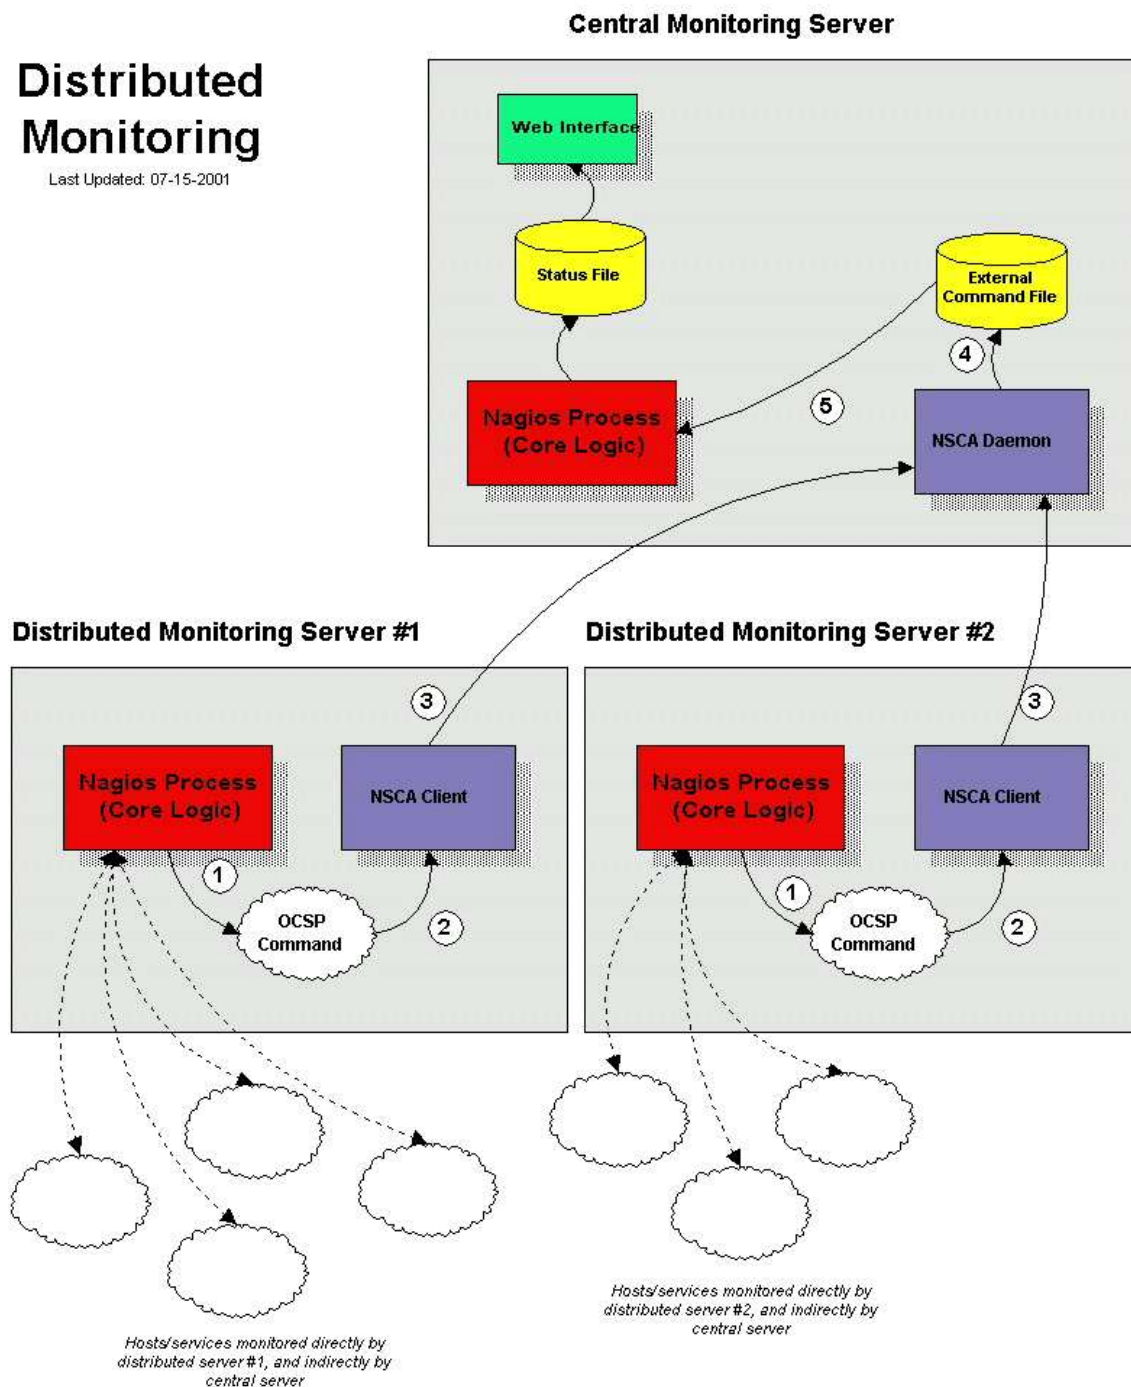 Central Monitoring Server
Distributed
Monitoring
Last Updated: 07-15-2001
Web Interface
Status File
External
Command File
4
5
Nagios Process
(Core Logic)
NSCA Daemon
Distributed Monitoring Server #1
Distributed Monitoring Server #2
3
3
Nagios Process
(Core Logic)
NSCA Client
Nagios Process
(Core Logic)
NSCA Client
1
OCSP
Command
2
1
OCSP
Command
2
Hosts/services monitored directly by
distributed server #2, and indirectly by
central server
Hosts/services monitored directly by
distributed server #1, and indirectly by
central server